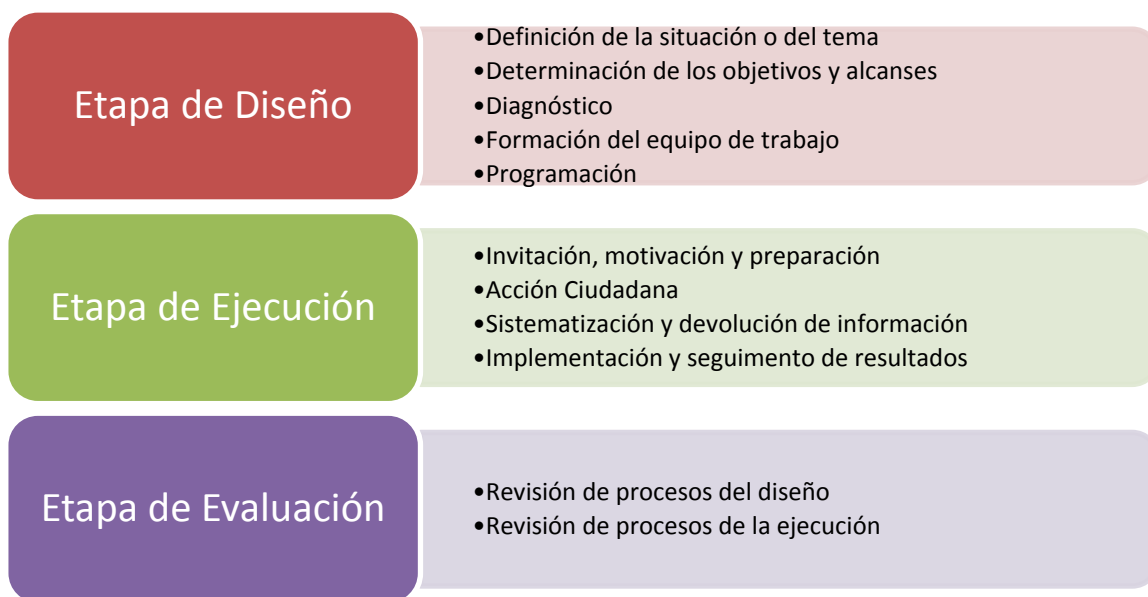 Etapa de Diseño
•Definición de la situación o del tema
•Determinación de los objetivos y alcanses
•Diagnóstico
•Formación del equipo de trabajo
•Programación
Etapa de Ejecución
•Invitación, motivación y preparación
•Acción Ciudadana
•Sistematización y devolución de información
•Implementación y seguimento de resultados
Etapa de Evaluación
•Revisión de procesos del diseño
•Revisión de procesos de la ejecución